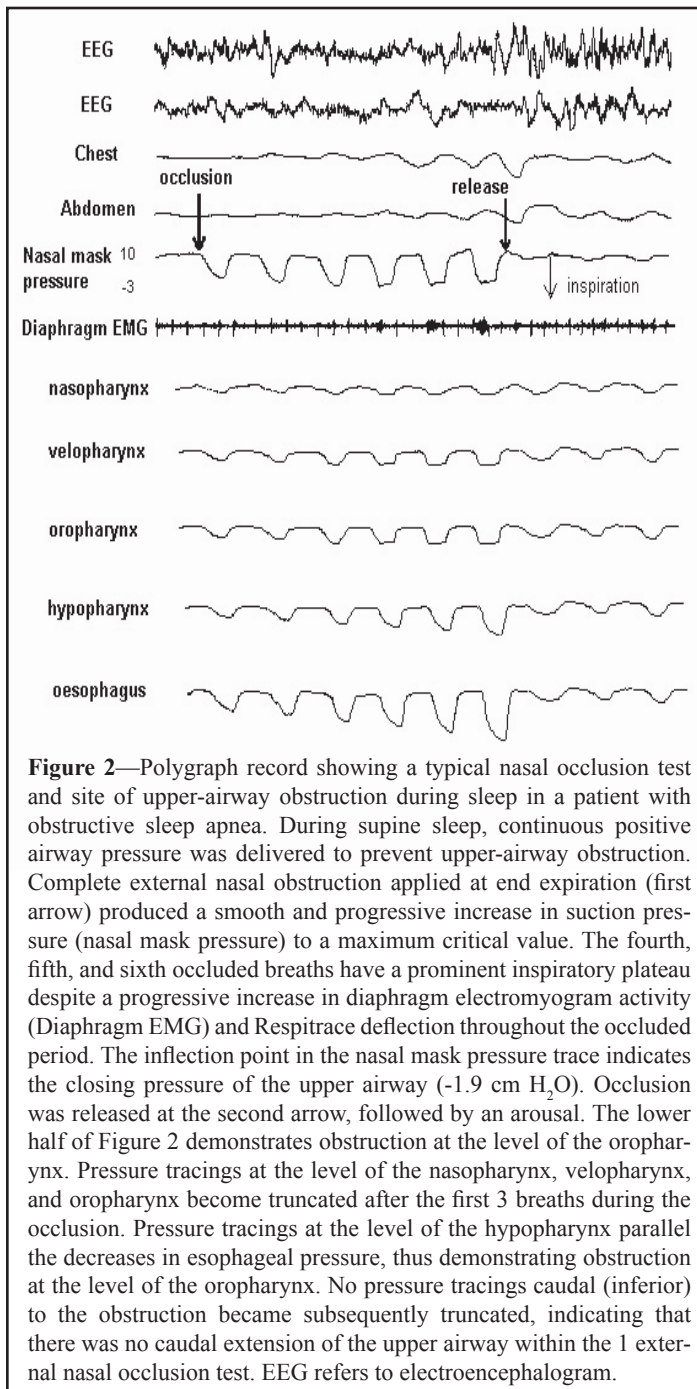 EEG
EEG
Chest
occlusion
release
Abdomen
Nasal mask 10
pressure -3
inspiration
Diaphragm EMG
nasopharynx
velopharynx
oropharynx
hypopharynx
oesophagus
Figure 2—Polygraph record showing a typical nasal occlusion test
and site of upper-airway obstruction during sleep in a patient with
obstructive sleep apnea. During supine sleep, continuous positive
airway pressure was delivered to prevent upper-airway obstruction.
Complete external nasal obstruction applied at end expiration (first
arrow) produced a smooth and progressive increase in suction pres-
sure (nasal mask pressure) to a maximum critical value. The fourth,
fifth, and sixth occluded breaths have a prominent inspiratory plateau
despite a progressive increase in diaphragm electromyogram activity
(Diaphragm EMG) and Respitrace deflection throughout the occluded
period. The inflection point in the nasal mask pressure trace indicates
the closing pressure of the upper airway (-1.9 cm H₂O). Occlusion
was released at the second arrow, followed by an arousal. The lower
half of Figure 2 demonstrates obstruction at the level of the orophar-
ynx. Pressure tracings at the level of the nasopharynx, velopharynx,
and oropharynx become truncated after the first 3 breaths during the
occlusion. Pressure tracings at the level of the hypopharynx parallel
the decreases in esophageal pressure, thus demonstrating obstruction
at the level of the oropharynx. No pressure tracings caudal (inferior)
to the obstruction became subsequently truncated, indicating that
there was no caudal extension of the upper airway within the 1 exter-
nal nasal occlusion test. EEG refers to electroencephalogram.